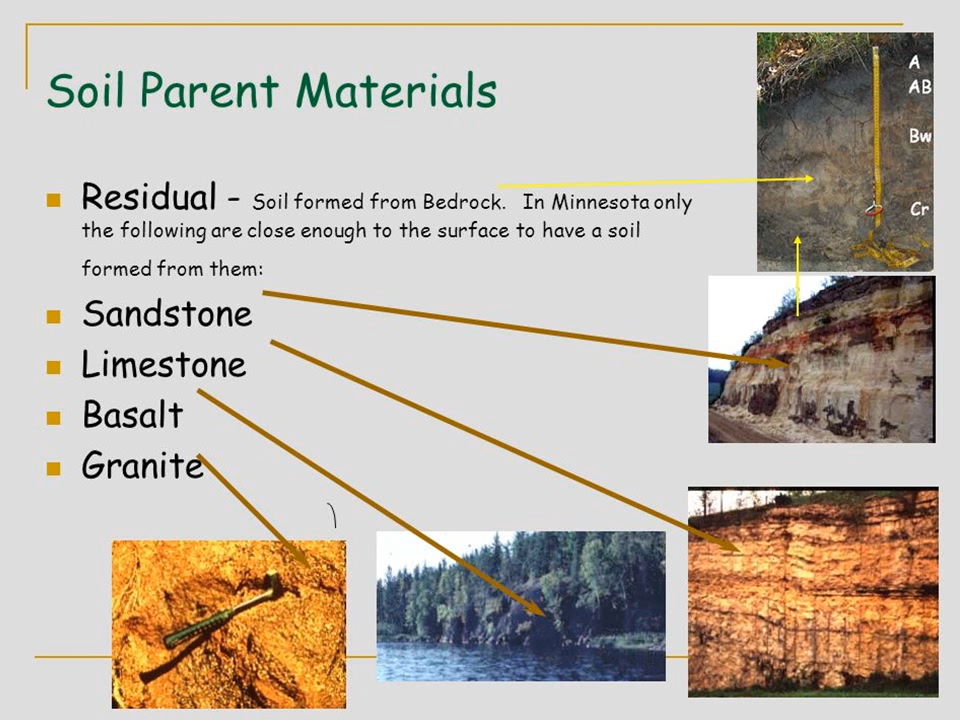 Soil Parent Materials
Residual - Soil formed from Bedrock. In Minnesota only
the following are close enough to the surface to have a soil
formed from them:
Sandstone
Limestone
Basalt
Granite
A
AB
Bw
Cr